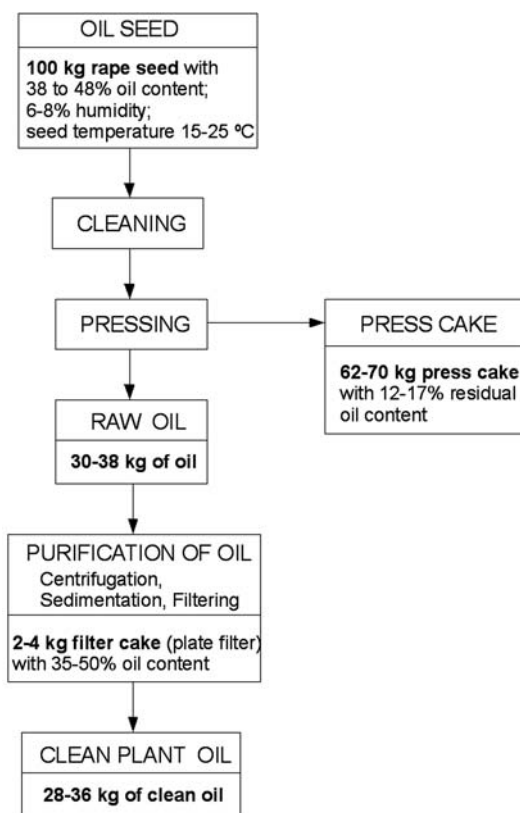 OIL SEED
100 kg rape seed with
38 to 48% oil content;
6-8% humidity;
seed temperature 15-25 ºC
CLEANING
PRESSING
PRESS CAKE
62-70 kg press cake
with 12-17% residual
oil content
RAW OIL
30-38 kg of oil
PURIFICATION OF OIL
Centrifugation,
Sedimentation, Filtering
2-4 kg filter cake (plate filter)
with 35-50% oil content
CLEAN PLANT OIL
28-36 kg of clean oil